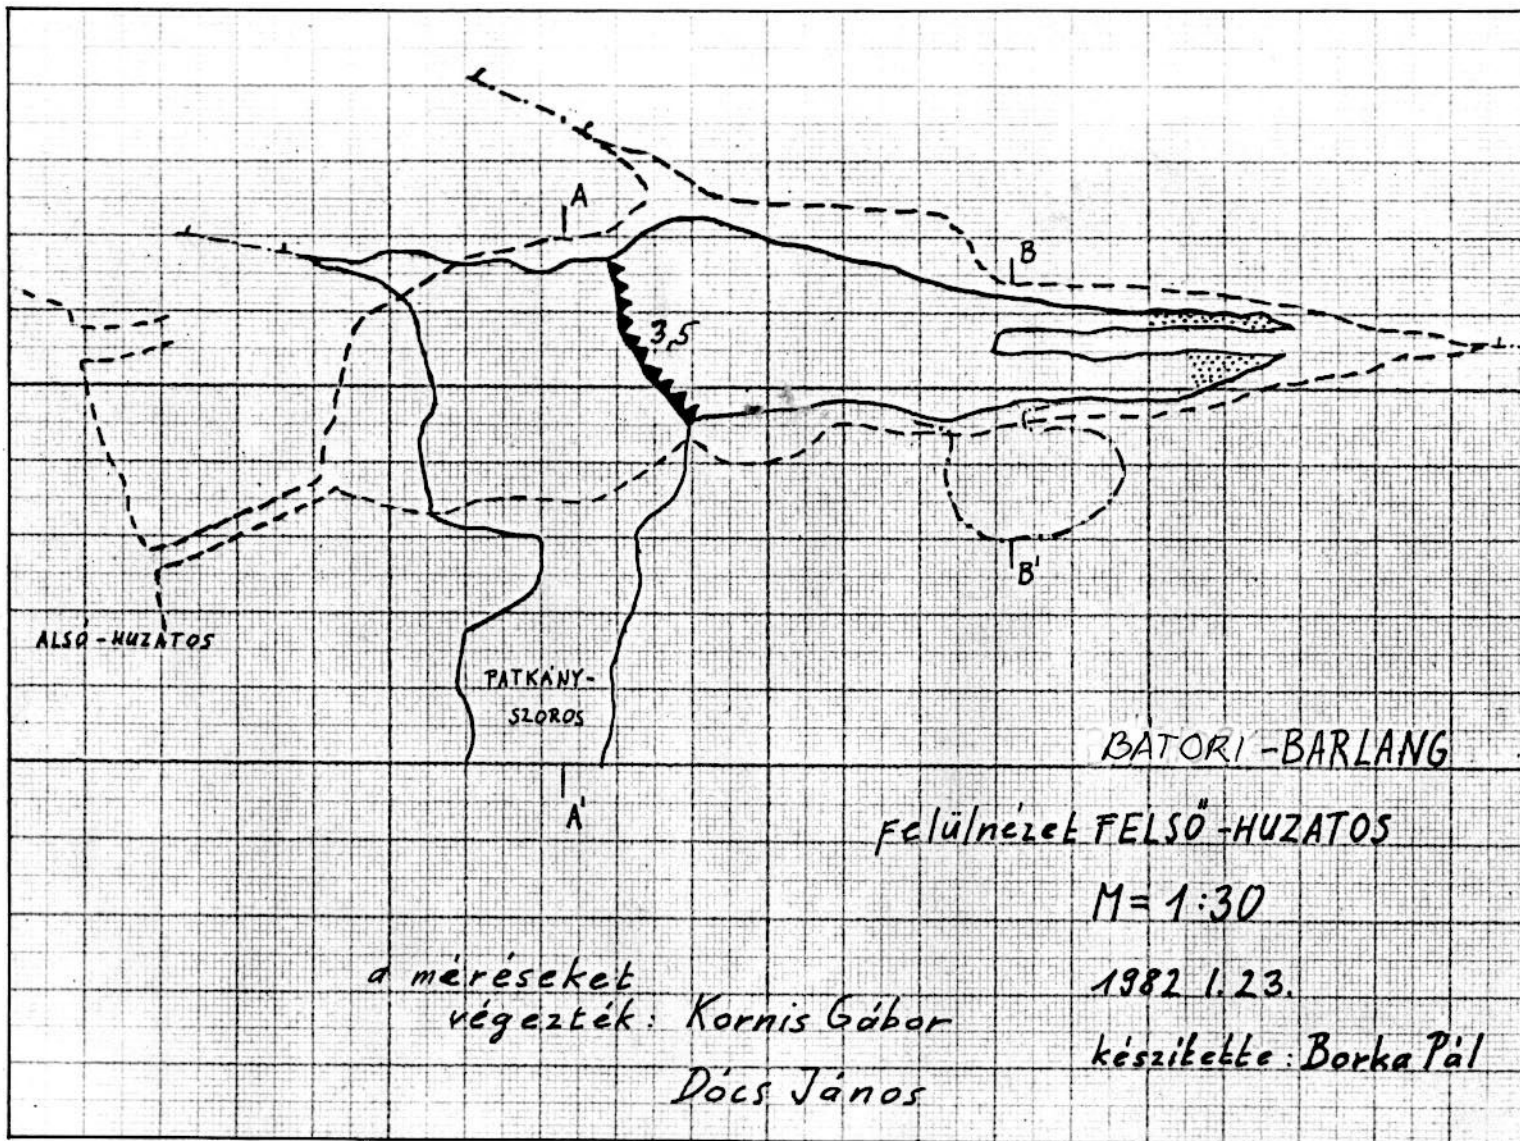 A
B
3,5
B'
ALSÓ-HUZATOS
PATKÁNY-
SZOROS
A'
BÁTORI-BARLANG
felülnézet FELSŐ-HUZATOS
M=1:30
1982 1.23.
a méréseket
végezték: Kornis Gábor
Dócs János
készítette: Borka Pál